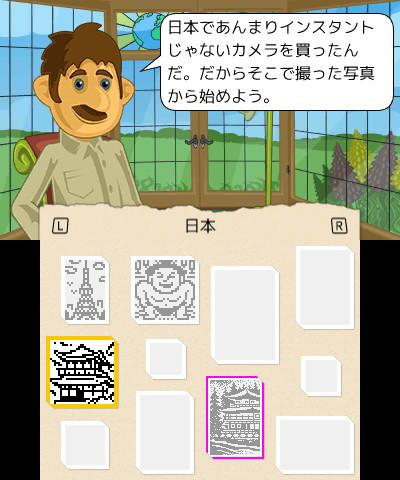 日本であんまりインスタント
じゃないカメラを買ったん
だ。だからそこで撮った写真
から始めよう。
L
日本
R